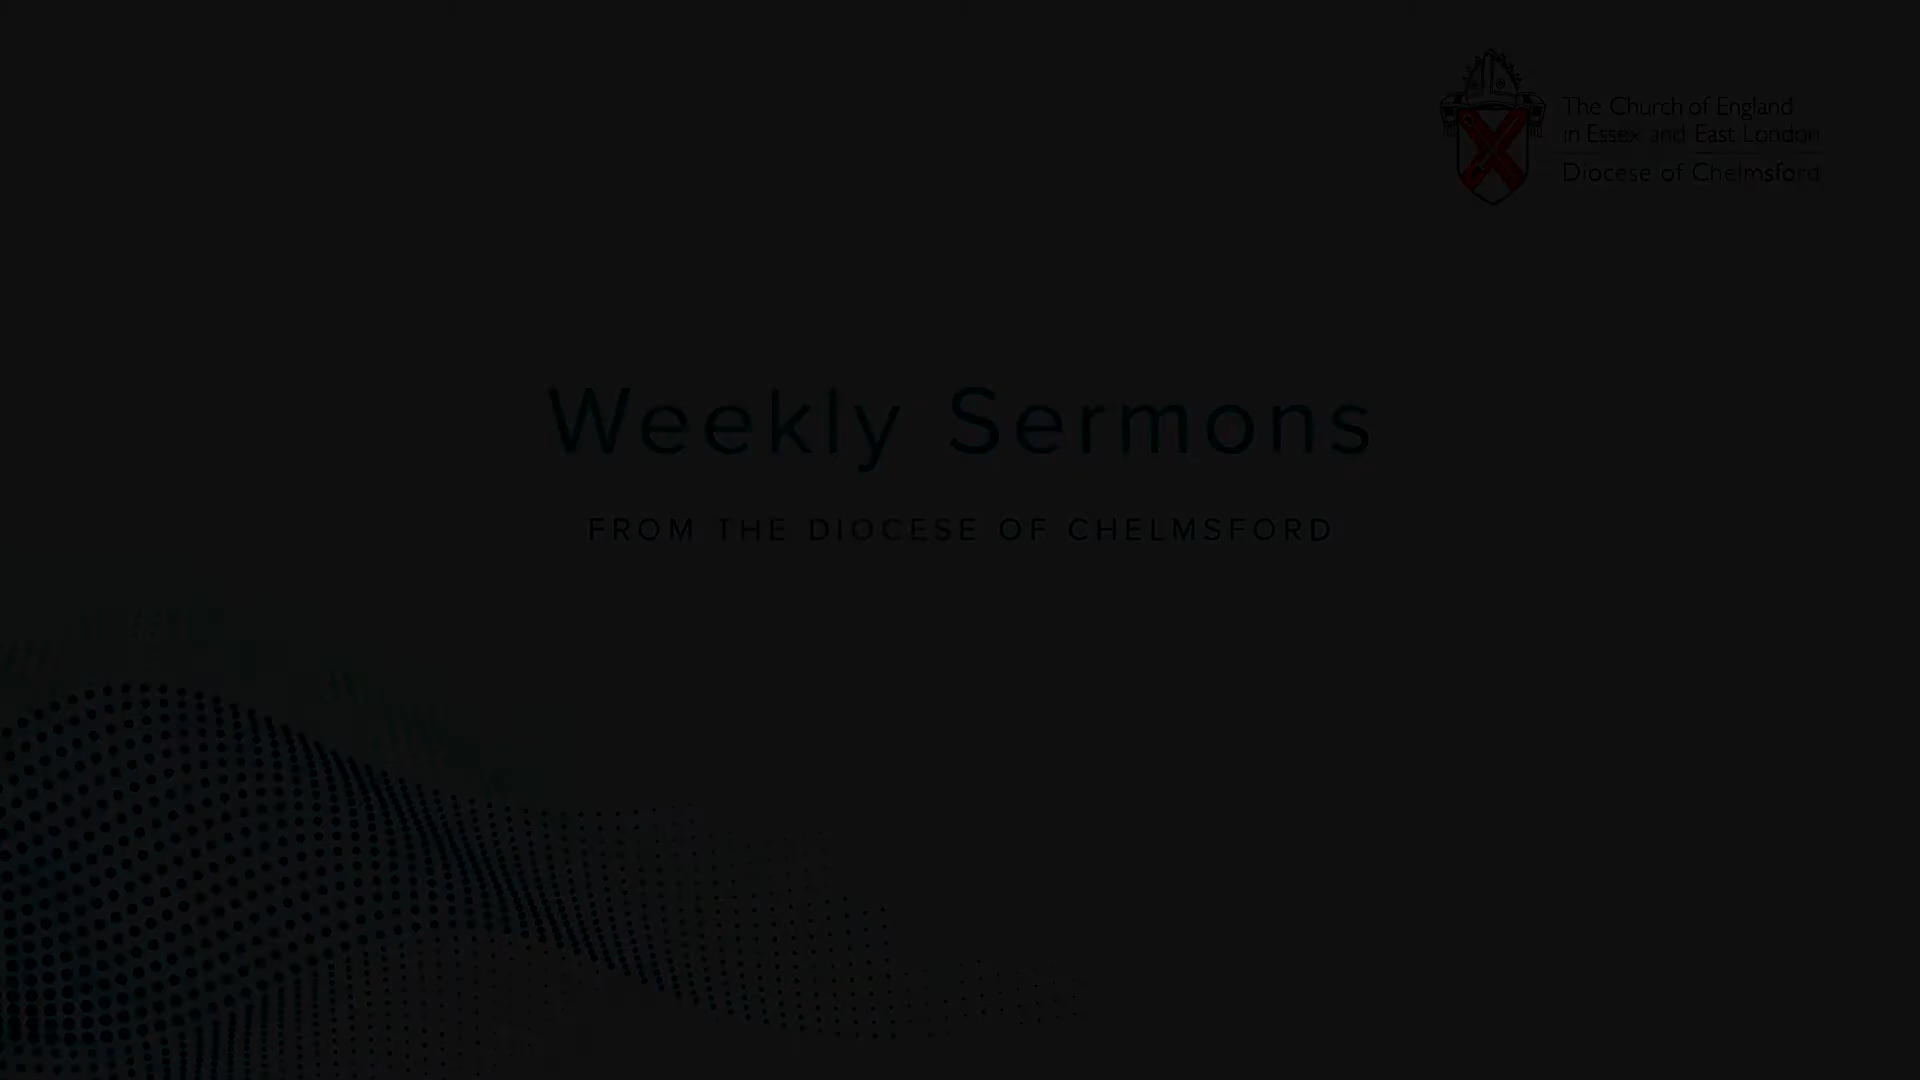 The Church of England
in Essex and East London
Diocese of Chelmsford
Weekly Sermons
FROM THE DIOCESE OF CHELMSFORD